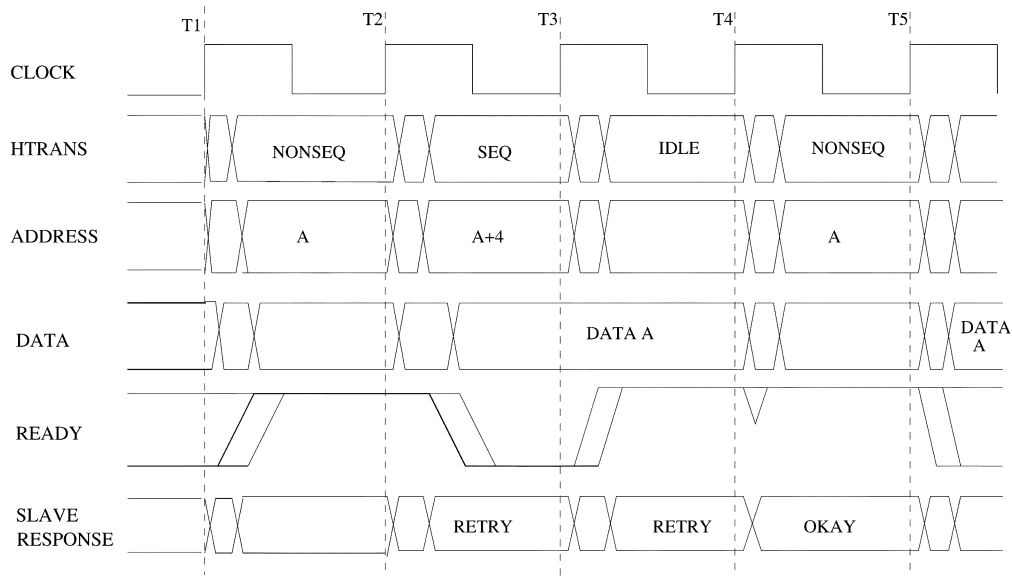 T1 T2 T3 T4 T5
CLOCK
HTRANS NONSEQ SEQ IDLE NONSEQ
ADDRESS A A+4 A
DATA DATA A DATA
A
READY
SLAVE
RESPONSE RETRY RETRY OKAY